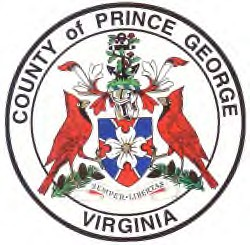 COUNTY of PRINCE GEORGE
SEMPER·LIBERTAS
VIRGINIA